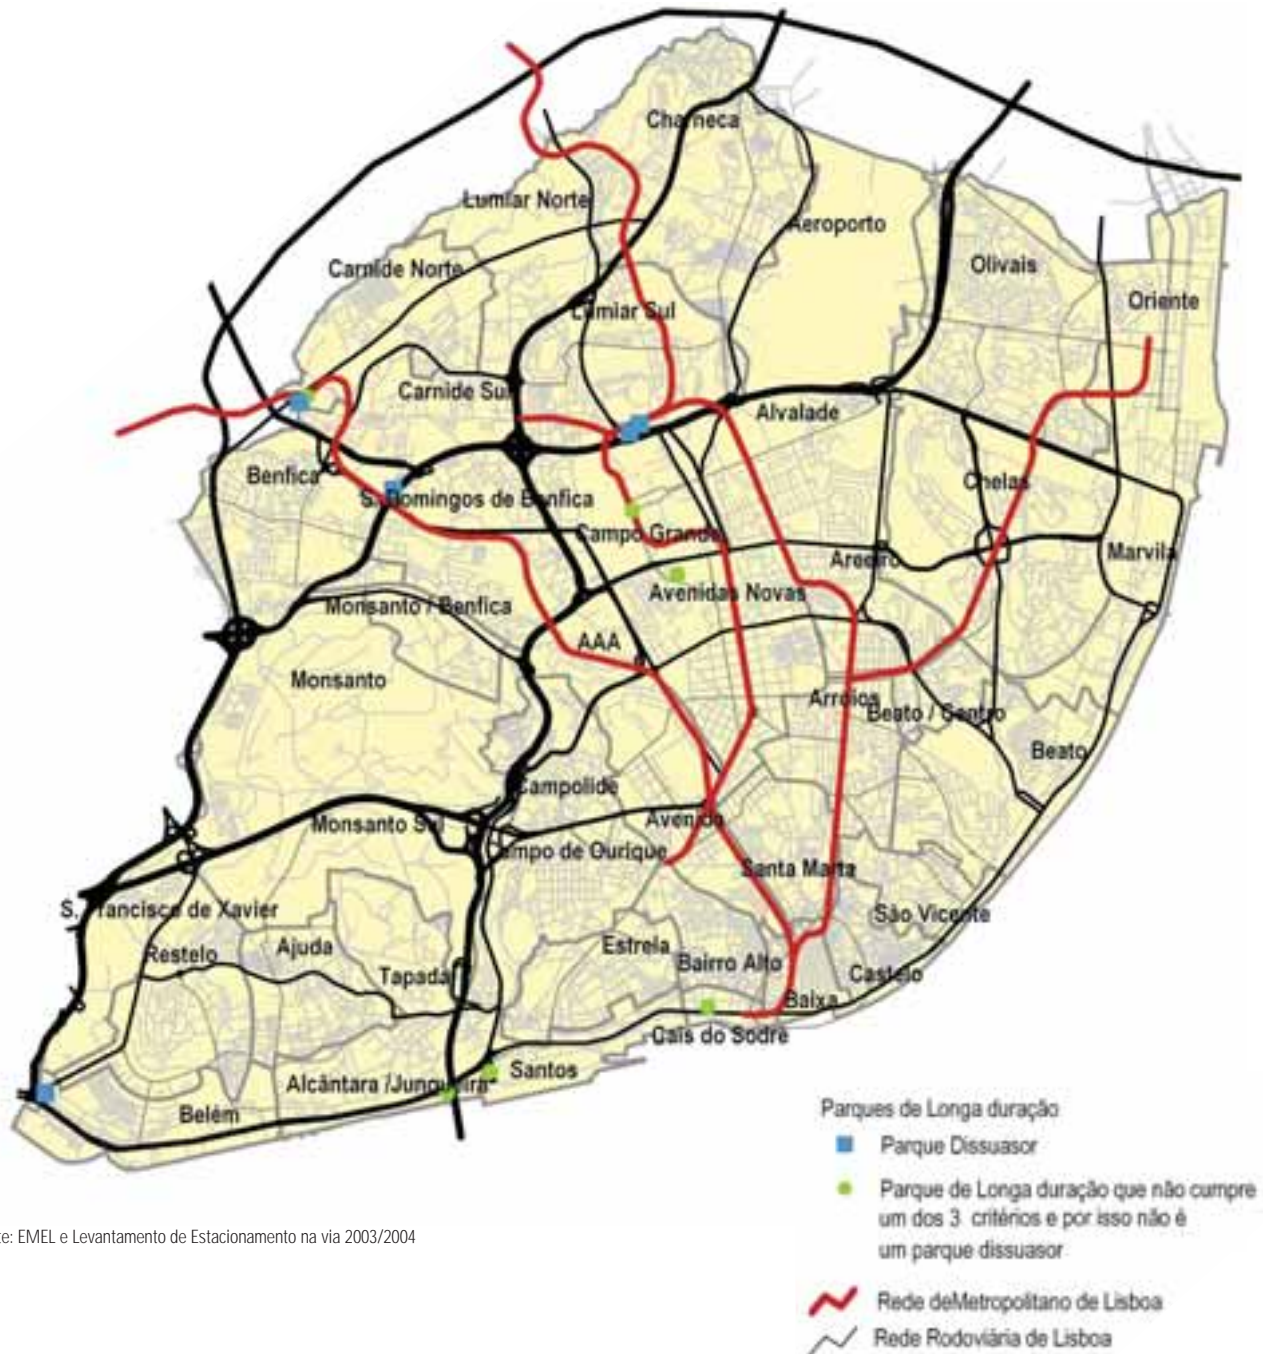 Charneca
Lumiar Norte
Aeroporto
Carnide Norte
Olivais
Oriente
Lumiar Sul
Carnide Sul
Alvalade
Benfica
S. Domingos de Benfica
Chelas
Campo Grande
Areeiro
Marvila
Avenidas Novas
Monsanto / Benfica
AAA
Monsanto
Arroios
Beato / Centro
Beato
Campolide
Monsanto Sul
Avenida
Campo de Ourique
Santa Marta
S. Francisco de Xavier
São Vicente
Restelo
Ajuda
Estrela
Bairro Alto
Tapada
Castelo
Baixa
Cais do Sodré
Santos
Alcântara /Junqueira
Belém
Parques de Longa duração
Parque Dissuasor
Parque de Longa duração que não cumpre
um dos 3 critérios e por isso não é
um parque dissuasor
te: EMEL e Levantamento de Estacionamento na via 2003/2004
Rede deMetropolitano de Lisboa
Rede Rodoviária de Lisboa